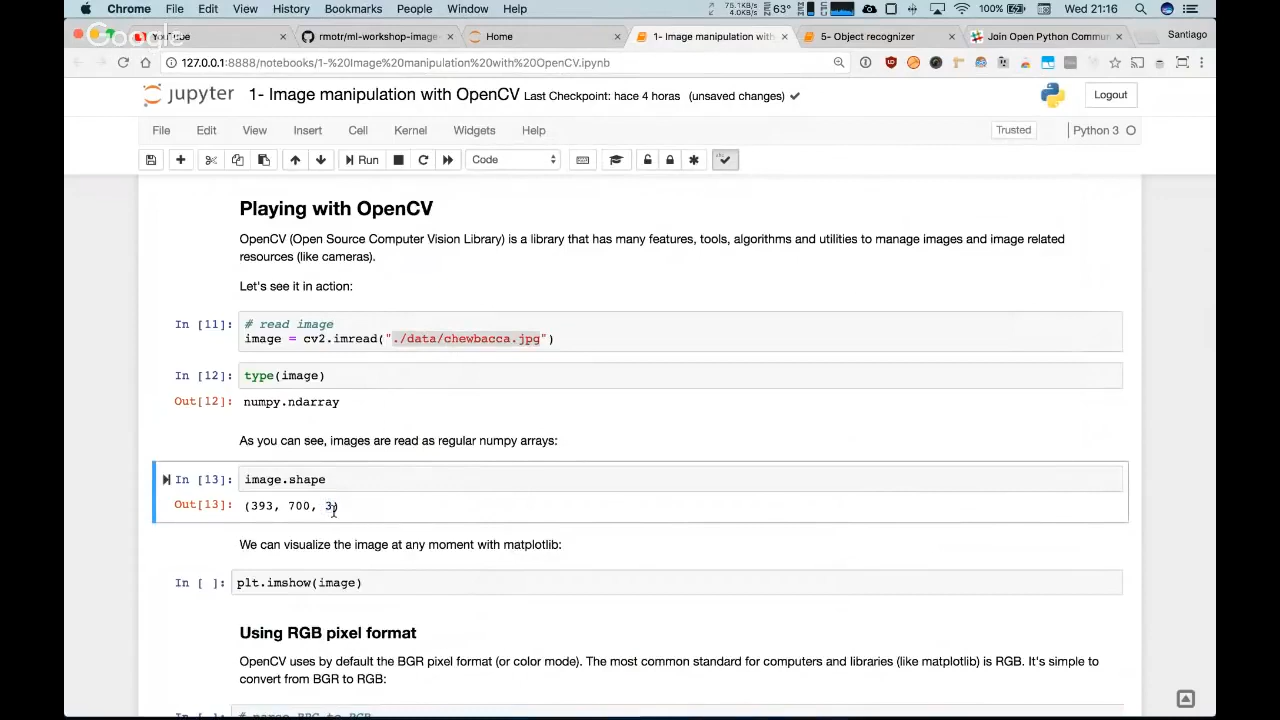 Chrome File Edit View History Bookmarks People Window Help
75.1KB/s
4.0KB/s
63°
100%
Wed 21:16
Google
YouTube
rmotr/ml-workshop-image-
Home
1- Image manipulation with
5- Object recognizer
Join Open Python Commun
Santiago
127.0.0.1:8888/notebooks/1-%20Image%20manipulation%20with%20OpenCV.ipynb
jupyter 1- Image manipulation with OpenCV Last Checkpoint: hace 4 horas (unsaved changes)
Logout
File Edit View Insert Cell Kernel Widgets Help
Trusted
Python 3
Run
Code
Playing with OpenCV
OpenCV (Open Source Computer Vision Library) is a library that has many features, tools, algorithms and utilities to manage images and image related
resources (like cameras).
Let's see it in action:
In [11]: # read image
image = cv2.imread("./data/chewbacca.jpg")
In [12]: type(image)
Out[12]: numpy.ndarray
As you can see, images are read as regular numpy arrays:
In [13]: image.shape
Out[13]: (393, 700, 3)
We can visualize the image at any moment with matplotlib:
In [ ]: plt.imshow(image)
Using RGB pixel format
OpenCV uses by default the BGR pixel format (or color mode). The most common standard for computers and libraries (like matplotlib) is RGB. It's simple to
convert from BGR to RGB: